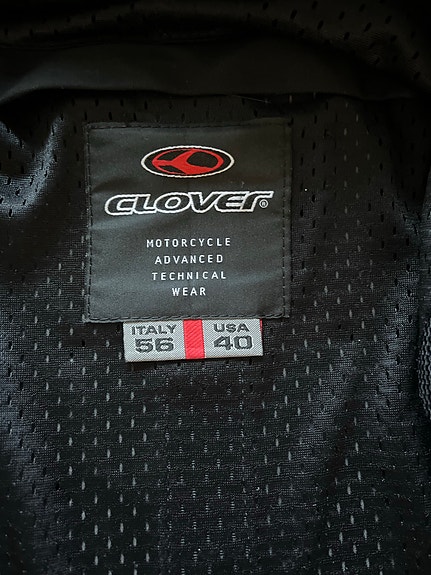 CLOVER®
MOTORCYCLE
ADVANCED
TECHNICAL
WEAR
ITALY USA
56 40